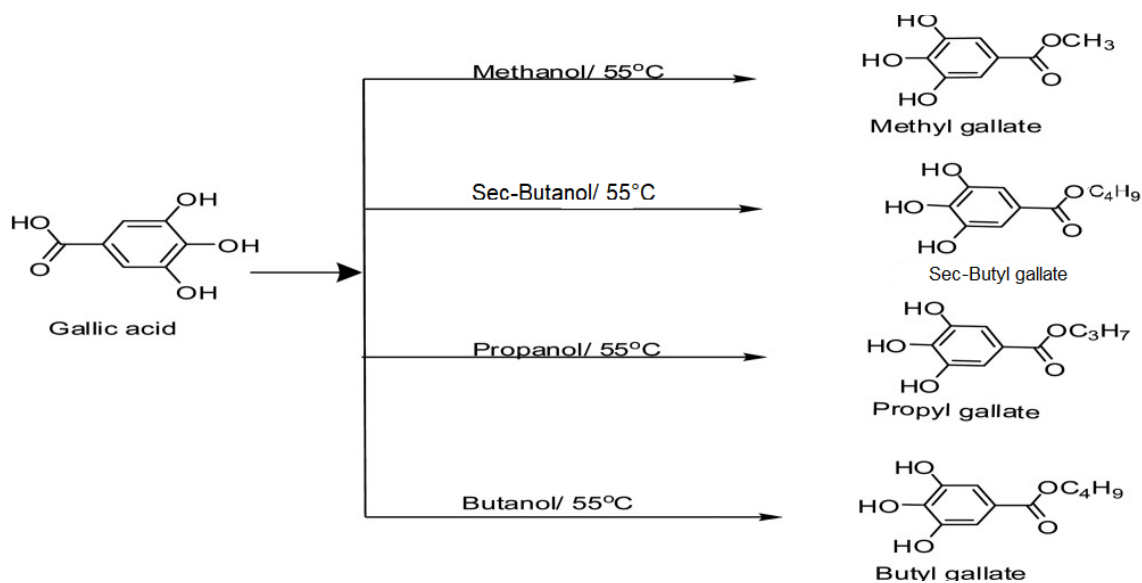 HO
HO
HO
OCH₃
O
Methyl gallate
Methanol/ 55°C
HO
HO
HO
OC₄H₉
O
Sec-Butyl gallate
Sec-Butanol/ 55°C
HO
O
OH
OH
OH
Gallic acid
HO
HO
HO
OC₃H₇
O
Propyl gallate
Propanol/ 55°C
HO
HO
HO
OC₄H₉
O
Butyl gallate
Butanol/ 55°C